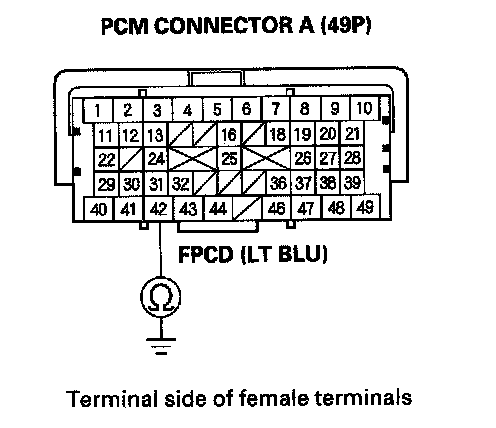 PCM CONNECTOR A (49P)
1 2 3 4 5 6 7 8 9 10
11 12 13 16 18 19 20 21
22 24 25 26 27 28
29 30 31 32 36 37 38 39
40 41 42 43 44 46 47 48 49
FPCD (LT BLU)
Ω
Terminal side of female terminals